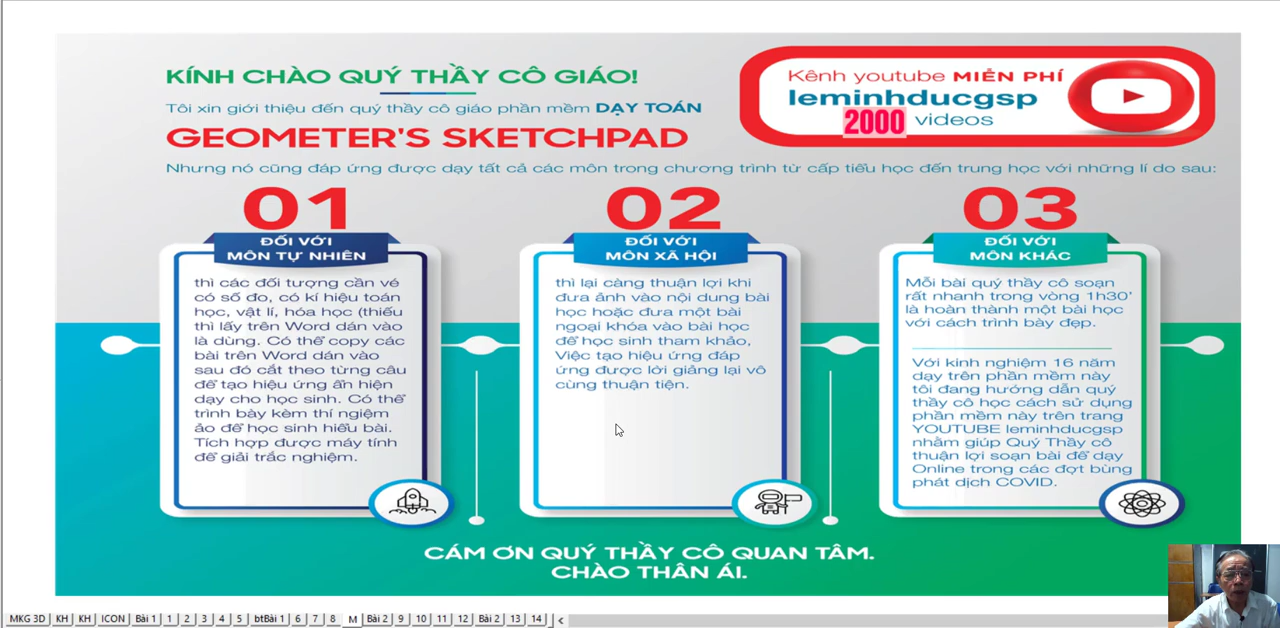 KÍNH CHÀO QUÝ THẦY CÔ GIÁO!
Tôi xin giới thiệu đến quý thầy cô giáo phần mềm DẠY TOÁN
GEOMETER'S SKETCHPAD
Kênh youtube MIỄN PHÍ
leminhducgsp
2000 videos
Nhưng nó cũng đáp ứng được dạy tất cả các môn trong chương trình từ cấp tiểu học đến trung học với những lí do sau:
01
ĐỐI VỚI
MÔN TỰ NHIÊN
thì các đối tượng cần vẽ
có số đo, có kí hiệu toán
học, vật lí, hóa học (thiếu
thì lấy trên Word dán vào
là dùng. Có thể copy các
bài trên Word dán vào
sau đó cắt theo từng câu
để tạo hiệu ứng ẩn hiện
dạy cho học sinh. Có thể
trình bày kèm thí ngiệm
ảo để học sinh hiểu bài.
Tích hợp được máy tính
để giải trắc nghiệm.
02
ĐỐI VỚI
MÔN XÃ HỘI
thì lại càng thuận lợi khi
đưa ảnh vào nội dung bài
học hoặc đưa một bài
ngoại khóa vào bài học
để học sinh tham khảo,
Việc tạo hiệu ứng đáp
ứng được lời giảng lại vô
cùng thuận tiện.
03
ĐỐI VỚI
MÔN KHÁC
Mỗi bài quý thầy cô soạn
rất nhanh trong vòng 1h30'
là hoàn thành một bài học
với cách trình bày đẹp.
Với kinh nghiệm 16 năm
dạy trên phần mềm này
tôi đang hướng dẫn quý
thầy cô học cách sử dụng
phần mềm này trên trang
YOUTUBE leminhducgsp
nhằm giúp Quý Thầy cô
thuận lợi soạn bài để dạy
Online trong các đợt bùng
phát dịch COVID.
CÁM ƠN QUÝ THẦY CÔ QUAN TÂM.
CHÀO THÂN ÁI.
MKG 3D KH KH ICON Bài 1 1 2 3 4 5 btBài 1 6 7 8 M Bài 2 9 10 11 12 Bài 2 13 14